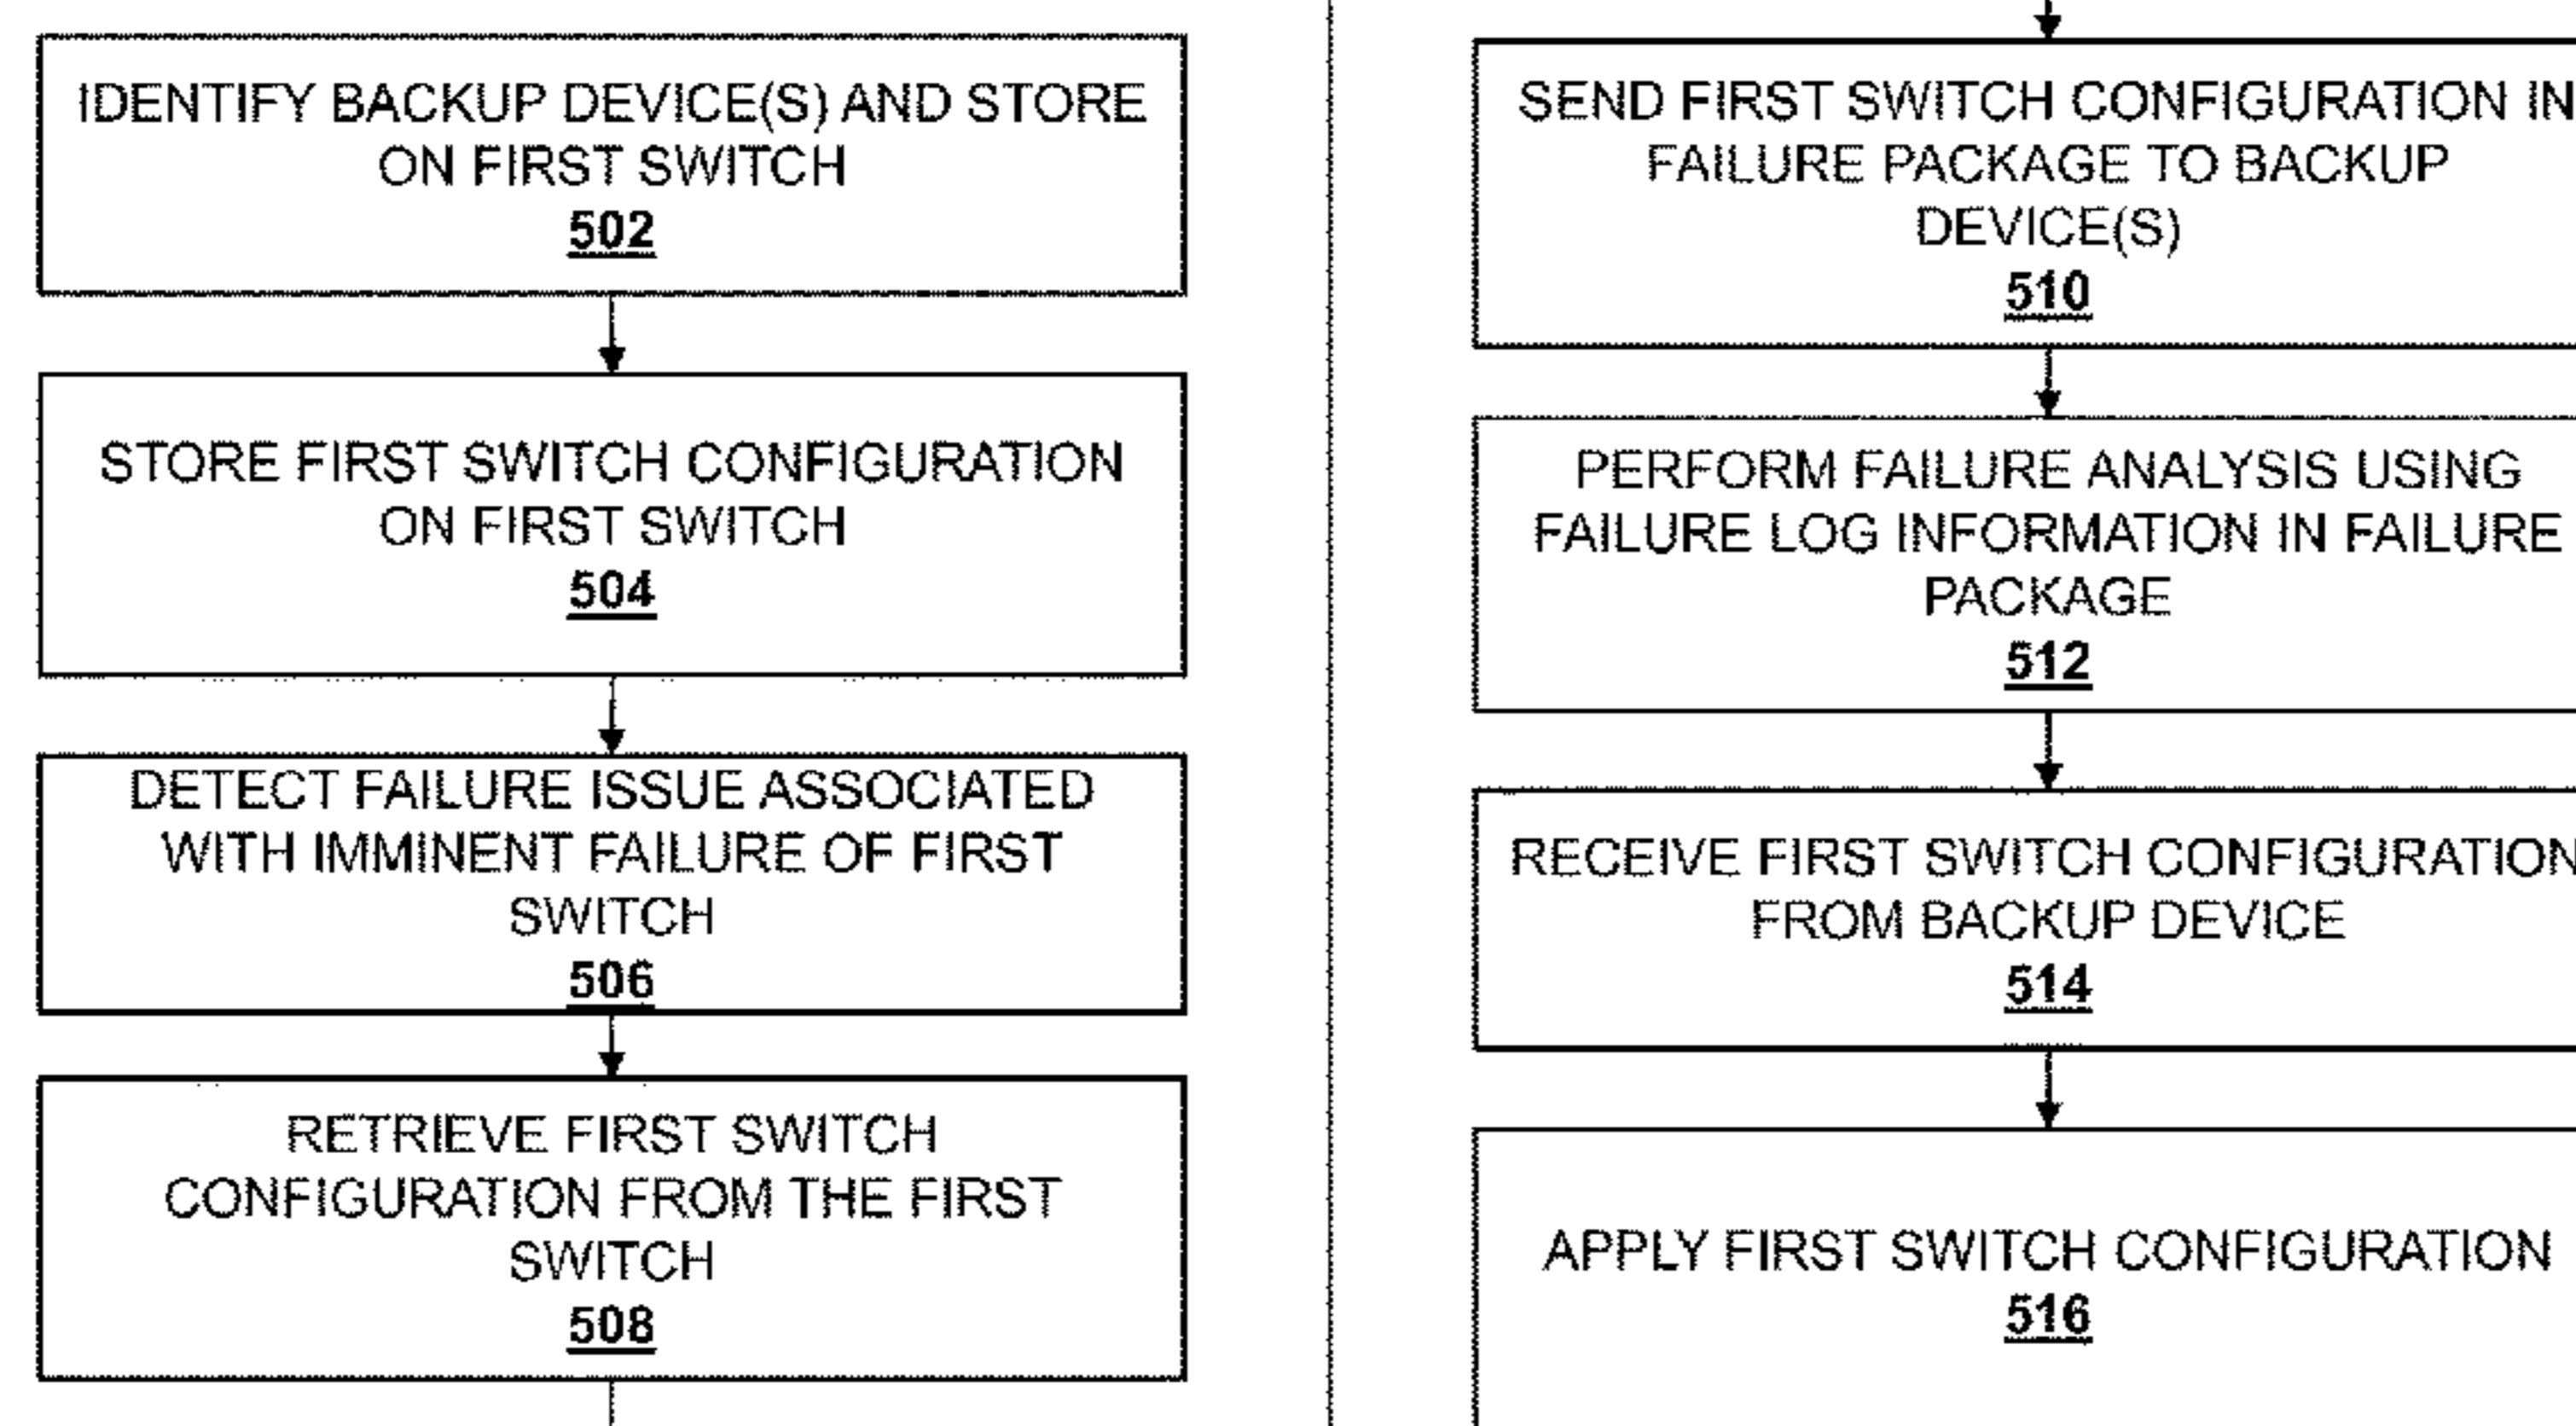 IDENTIFY BACKUP DEVICE(S) AND STORE
ON FIRST SWITCH
502
STORE FIRST SWITCH CONFIGURATION
ON FIRST SWITCH
504
DETECT FAILURE ISSUE ASSOCIATED
WITH IMMINENT FAILURE OF FIRST
SWITCH
506
RETRIEVE FIRST SWITCH
CONFIGURATION FROM THE FIRST
SWITCH
508
SEND FIRST SWITCH CONFIGURATION IN
FAILURE PACKAGE TO BACKUP
DEVICE(S)
510
PERFORM FAILURE ANALYSIS USING
FAILURE LOG INFORMATION IN FAILURE
PACKAGE
512
RECEIVE FIRST SWITCH CONFIGURATION
FROM BACKUP DEVICE
514
APPLY FIRST SWITCH CONFIGURATION
516